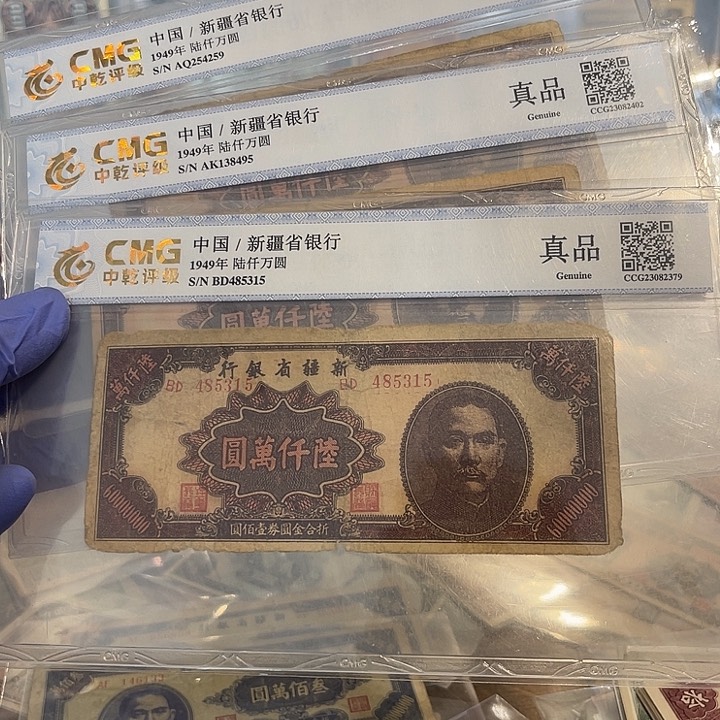 CMG
中乾评级
中国 / 新疆省银行
1949年 陆仟万圆
S/N AQ254259
CMG
中乾评级
中国 / 新疆省银行
1949年 陆仟万圆
S/N AK138495
真品
Genuine
CCG23082402
CMG
中乾评级
中国 / 新疆省银行
1949年 陆仟万圆
S/N BD485315
真品
Genuine
CCG23082379
圓萬仟陸
行銀省疆新
萬仟陸
萬仟陸
BD 485315
BD 485315
圓萬仟陸
60000000
60000000
圓佰壹券圓金合折
CMG
圓萬佰叁
拾